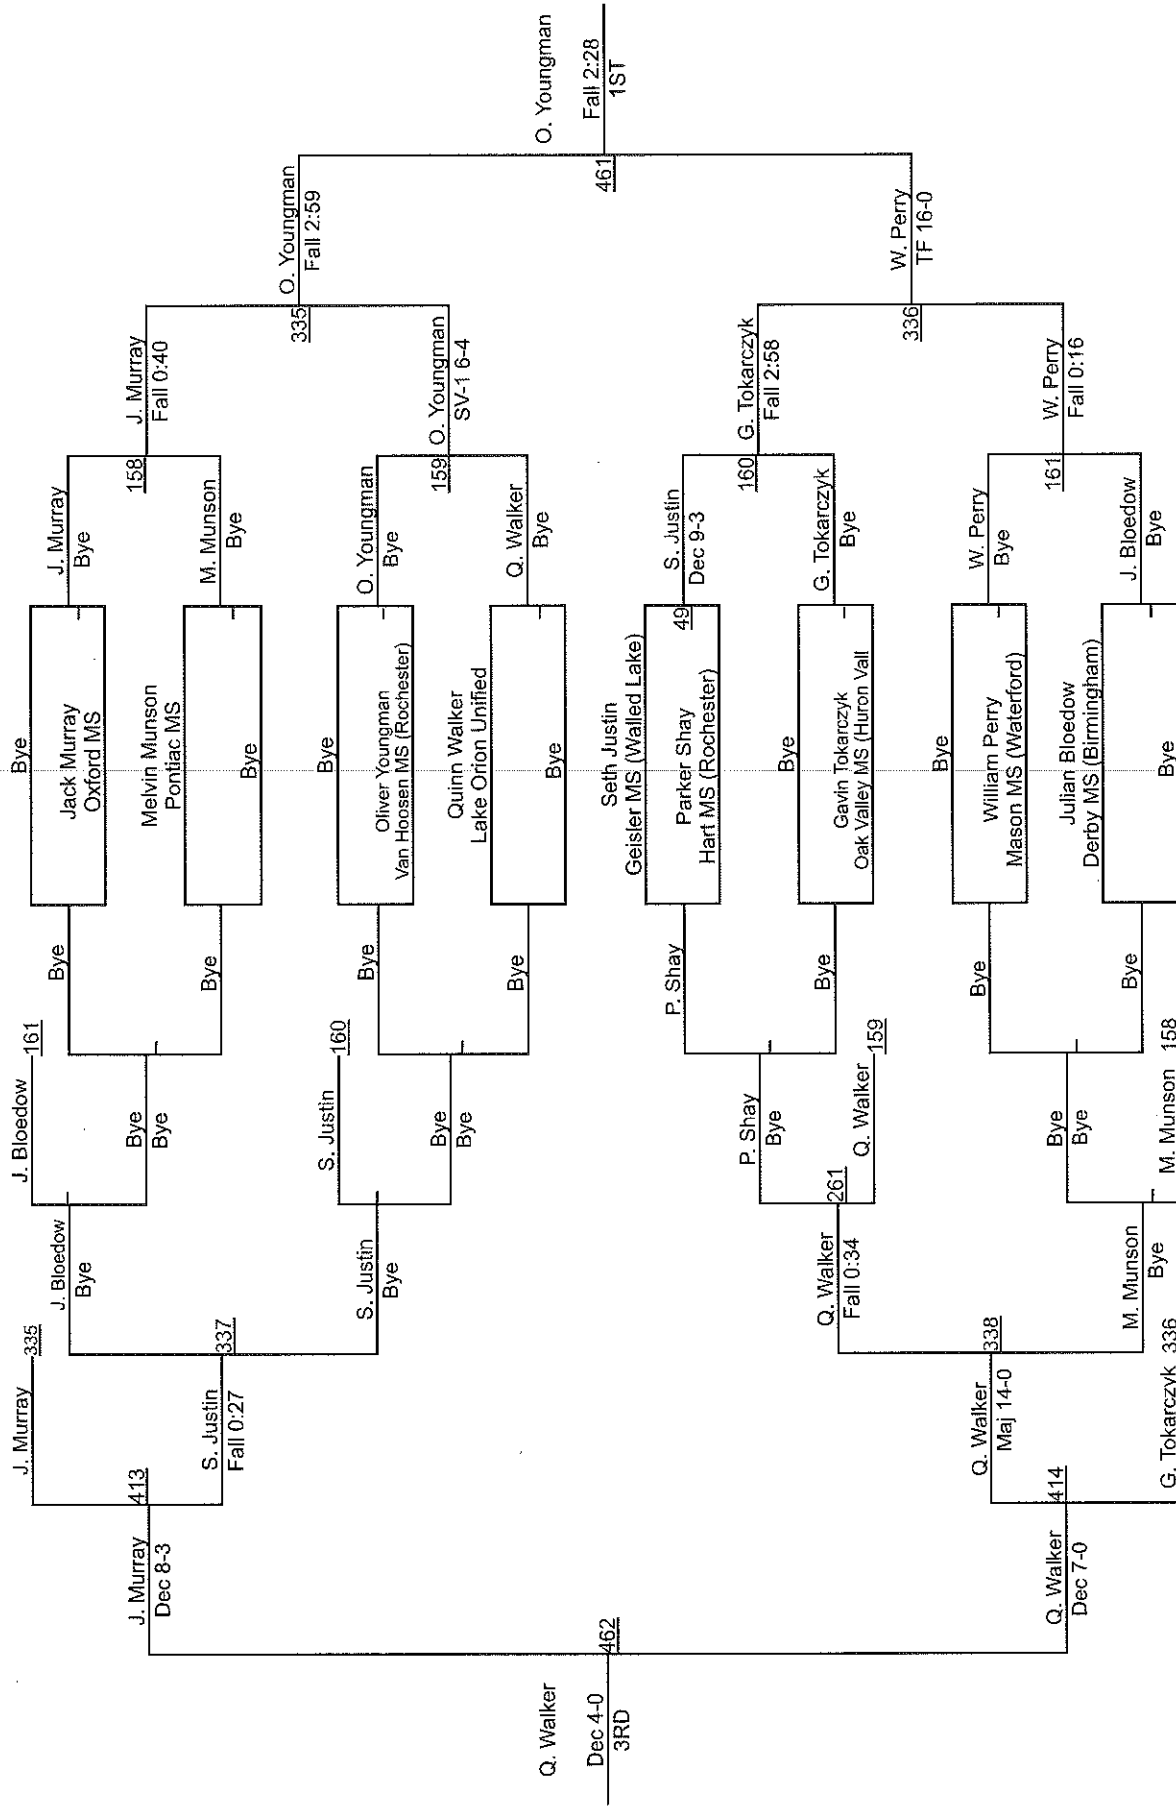 Bye
Jack Murray
Oxford MS
Melvin Munson
Pontiac MS
Bye
Bye
Oliver Youngman
Van Hoosen MS (Rochester)
Quinn Walker
Lake Orion Unified
Bye
Seth Justin
Geisler MS (Walled Lake)
Parker Shay
Hart MS (Rochester)
49
Bye
Gavin Tokarczyk
Oak Valley MS (Huron Vall
Bye
William Perry
Mason MS (Waterford)
Julian Bloedow
Derby MS (Birmingham)
Bye
J. Murray
Bye
M. Munson
Bye
O. Youngman
Bye
Q. Walker
Bye
S. Justin
Dec 9-3
G. Tokarczyk
Bye
W. Perry
Bye
J. Bloedow
Bye
158
J. Murray
Fall 0:40
159
O. Youngman
SV-1 6-4
160
G. Tokarczyk
Fall 2:58
161
W. Perry
Fall 0:16
335
O. Youngman
Fall 2:59
336
W. Perry
TF 16-0
461
O. Youngman
Fall 2:28
1ST
Bye
Bye
Bye
Bye
P. Shay
Bye
Bye
Bye
J. Bloedow 161
Bye
Bye
S. Justin 160
Bye
Bye
P. Shay
Bye
Q. Walker 159
Bye
Bye
M. Munson 158
J. Murray 335
J. Bloedow
Bye
S. Justin
Bye
261
Q. Walker
Fall 0:34
M. Munson
Bye
G. Tokarczyk 336
337
S. Justin
Fall 0:27
338
Q. Walker
Maj 14-0
413
J. Murray
Dec 8-3
414
Q. Walker
Dec 7-0
462
Q. Walker
Dec 4-0
3RD